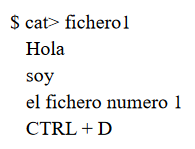 $ cat> fichero1
Hola
soy
el fichero numero 1
CTRL + D